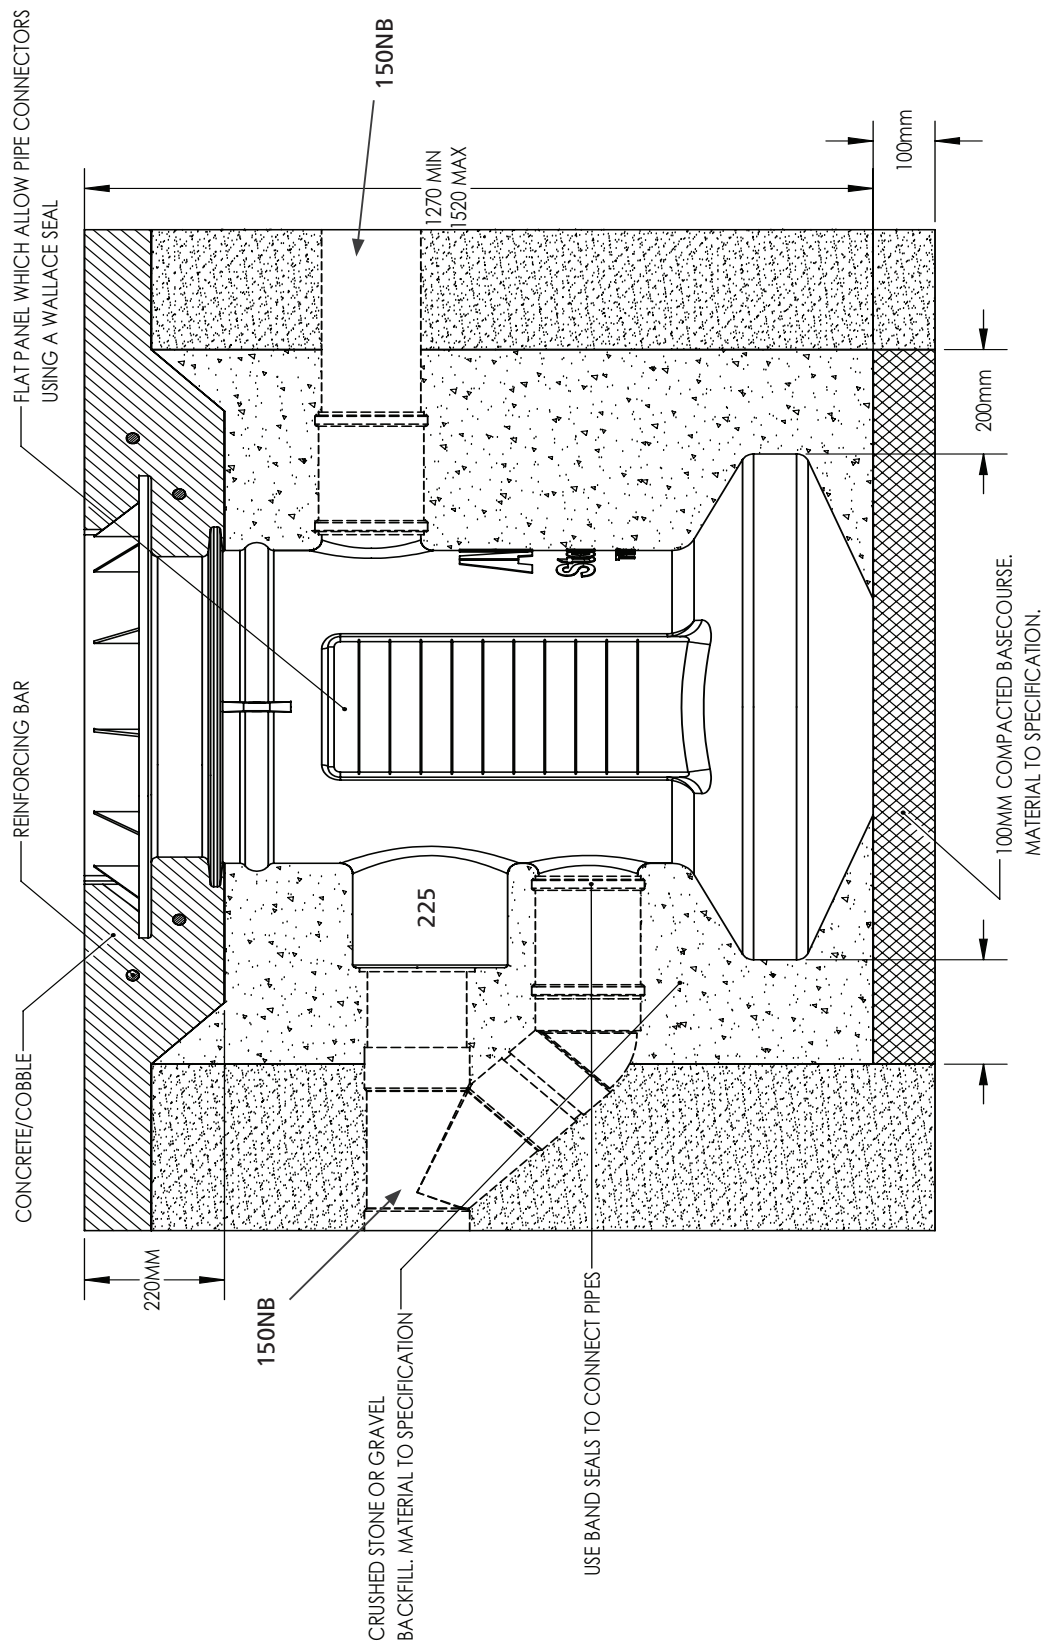 CONCRETE/COBBLE
REINFORCING BAR
FLAT PANEL WHICH ALLOW PIPE CONNECTORS
USING A WALLACE SEAL
220MM
150NB
150NB
225
1270 MIN
1520 MAX
100mm
200mm
CRUSHED STONE OR GRAVEL
BACKFILL. MATERIAL TO SPECIFICATION
USE BAND SEALS TO CONNECT PIPES
100MM COMPACTED BASECOURSE.
MATERIAL TO SPECIFICATION.